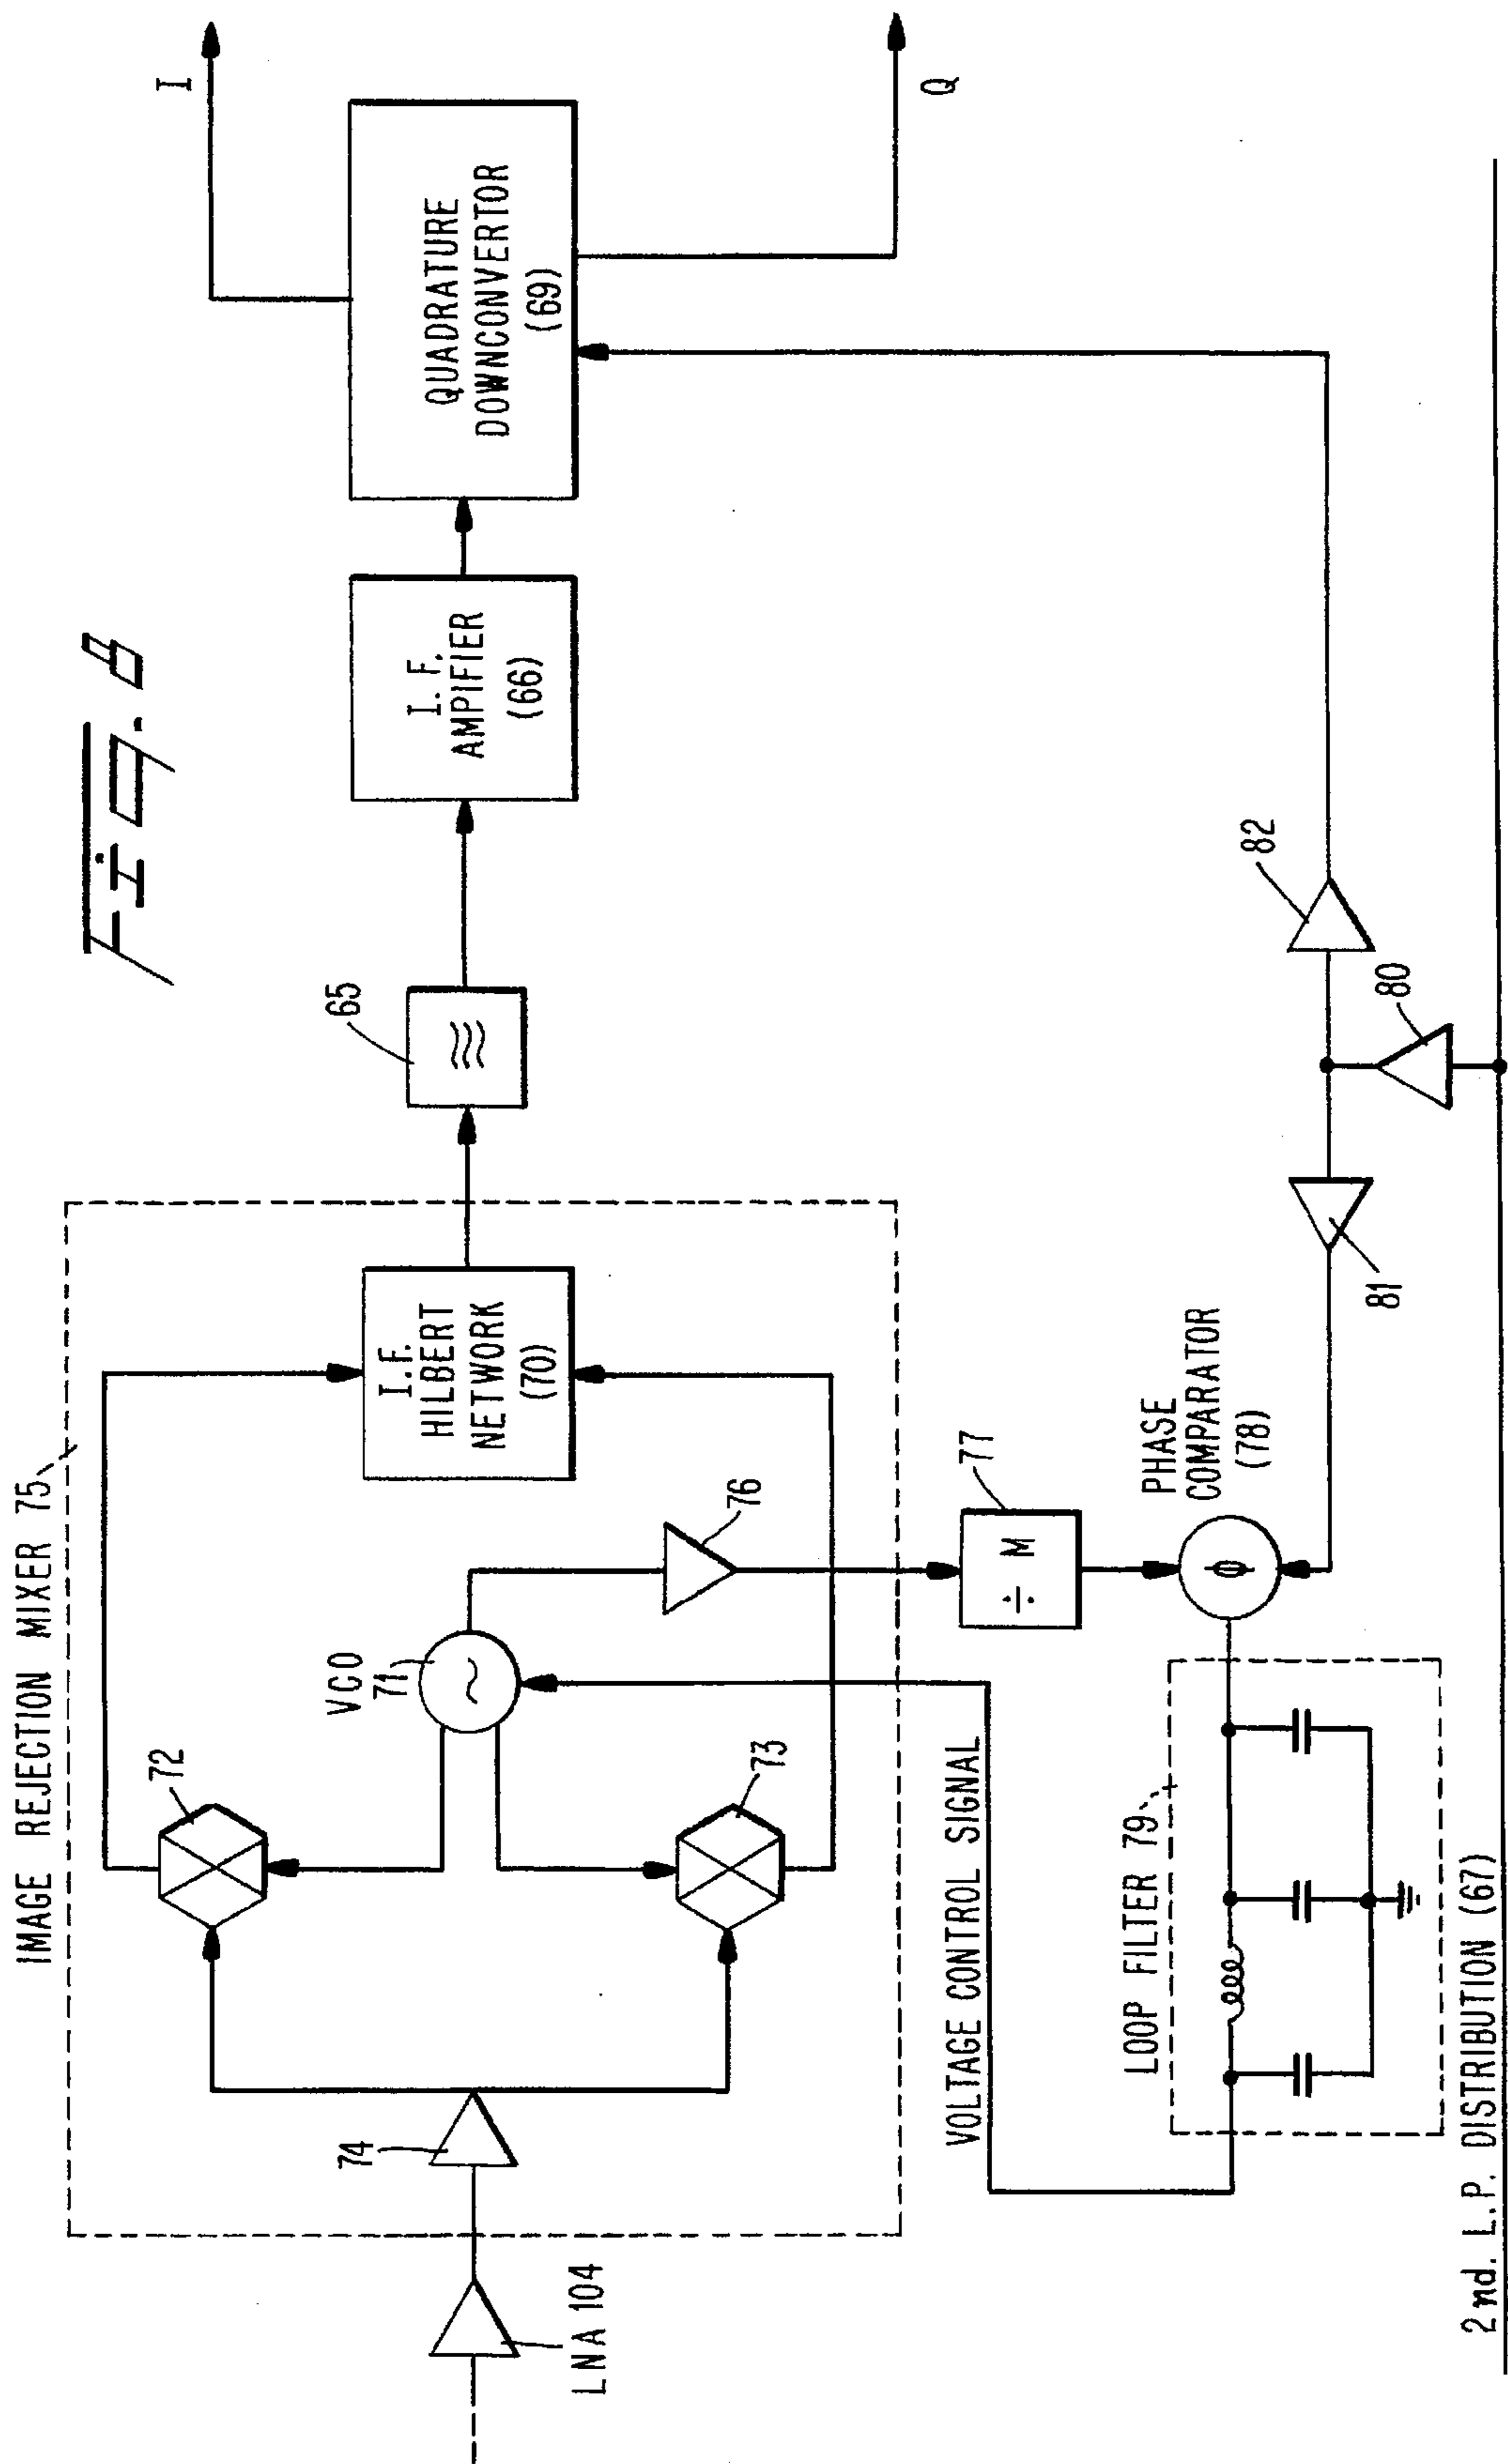 Fig. 8
IMAGE REJECTION MIXER 75
LNA 104
74
72
73
VCO
71
76
I.F.
HILBERT
NETWORK
(70)
65
I. F.
AMPIFIER
(66)
QUADRATURE
DOWNCONVERTOR
(69)
I
Q
VOLTAGE CONTROL SIGNAL
LOOP FILTER 79
÷ M
77
PHASE
COMPARATOR
(78)
ϕ
81
80
82
2nd. L.P. DISTRIBUTION (67)